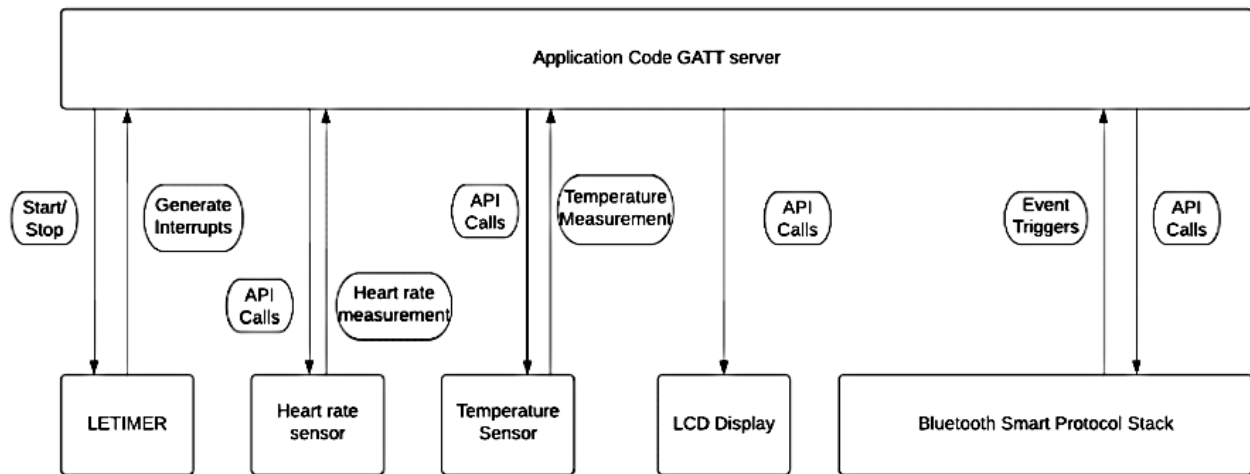 Application Code GATT server
Start/
Stop
Generate
Interrupts
API
Calls
Heart rate
measurement
API
Calls
Temperature
Measurement
API
Calls
Event
Triggers
API
Calls
LETIMER
Heart rate
sensor
Temperature
Sensor
LCD Display
Bluetooth Smart Protocol Stack